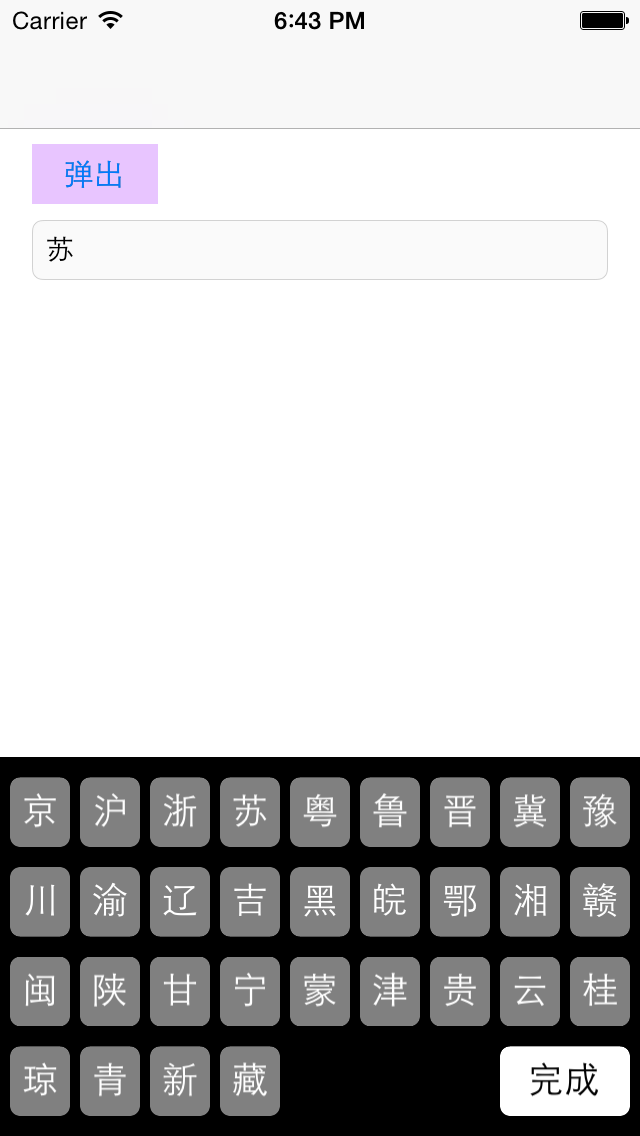 Carrier 6:43 PM
弹出
苏
京 沪 浙 苏 粤 鲁 晋 冀 豫
川 渝 辽 吉 黑 皖 鄂 湘 赣
闽 陕 甘 宁 蒙 津 贵 云 桂
琼 青 新 藏 完成